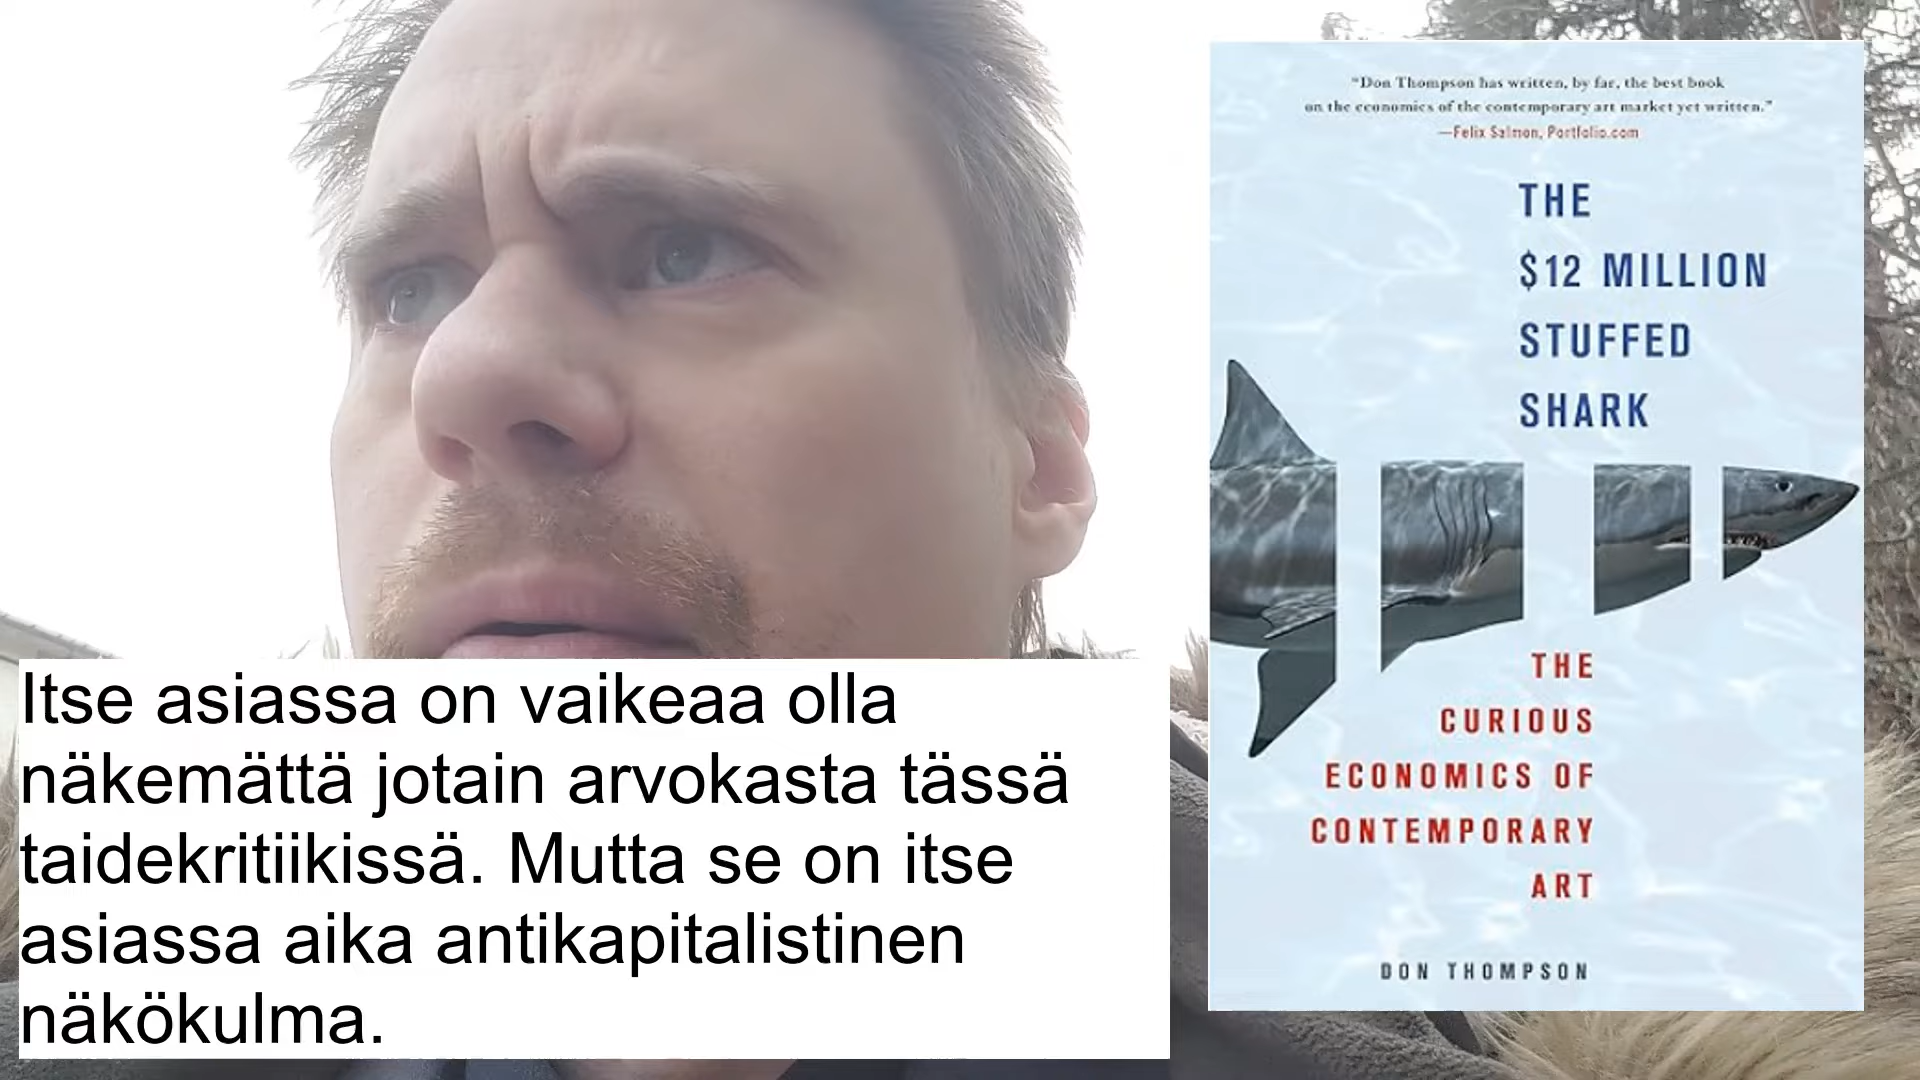 Itse asiassa on vaikeaa olla
näkemättä jotain arvokasta tässä
taidekritiikissä. Mutta se on itse
asiassa aika antikapitalistinen
näkökulma.
"Don Thompson has written, by far, the best book
on the economics of the contemporary art market yet written."
—Felix Salmon, Portfolio.com
THE
$12 MILLION
STUFFED
SHARK
THE
CURIOUS
ECONOMICS OF
CONTEMPORARY
ART
DON THOMPSON